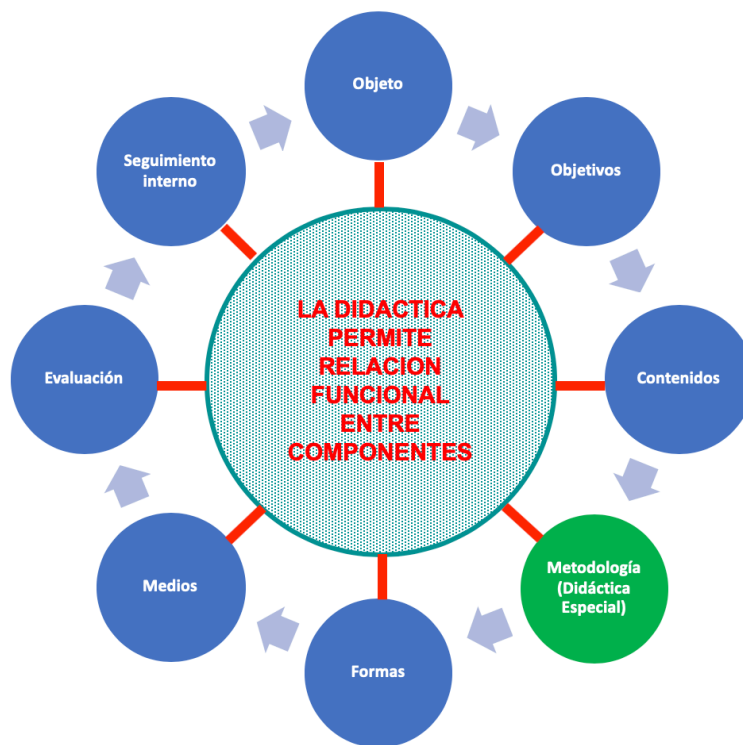 Objeto
Objetivos
Contenidos
Metodología
(Didáctica
Especial)
Formas
Medios
Evaluación
Seguimiento
interno
LA DIDACTICA
PERMITE
RELACION
FUNCIONAL
ENTRE
COMPONENTES